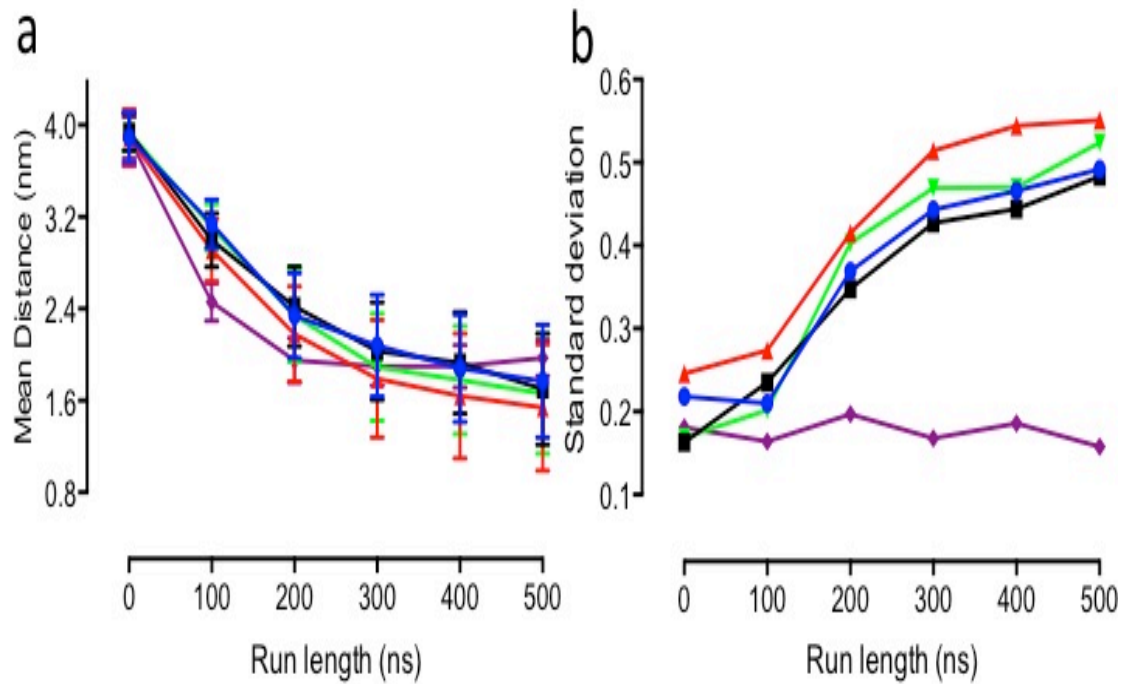 a
Mean Distance (nm)
4.0
3.2
2.4
1.6
0.8
0 100 200 300 400 500
Run length (ns)
b
Standard deviation
0.6
0.5
0.4
0.3
0.2
0.1
0 100 200 300 400 500
Run length (ns)